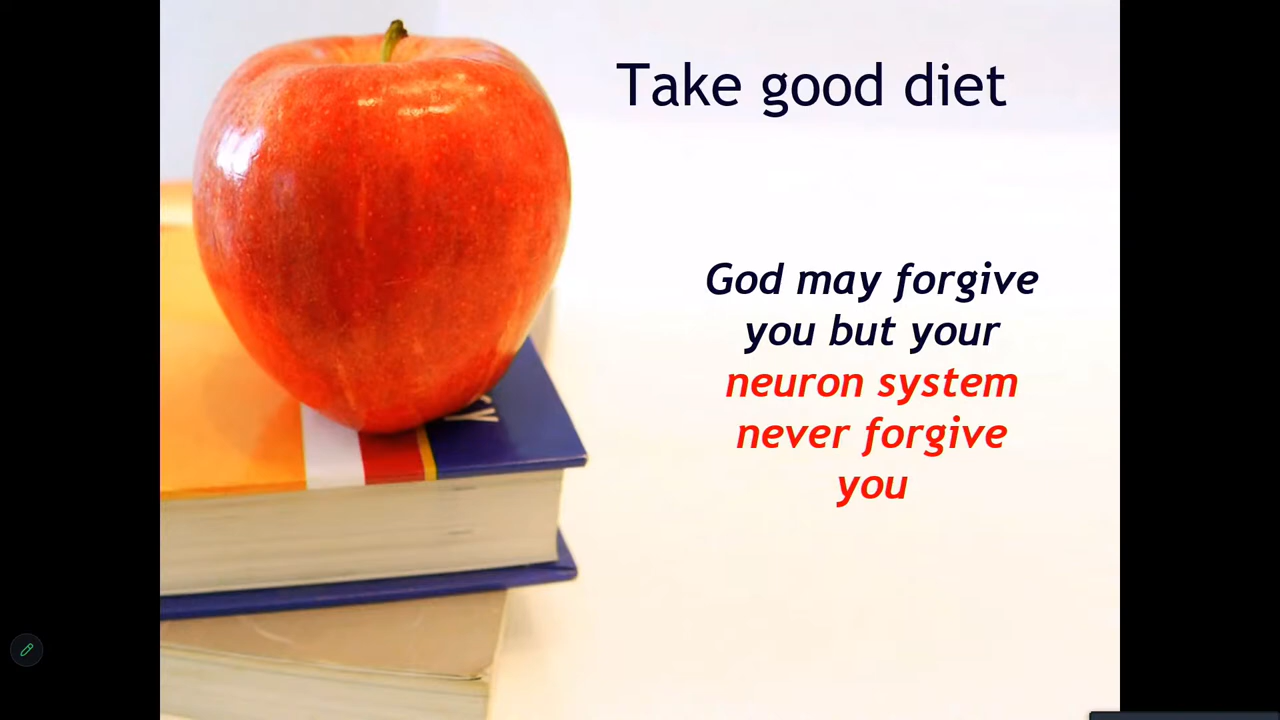 Take good diet
God may forgive
you but your
neuron system
never forgive
you